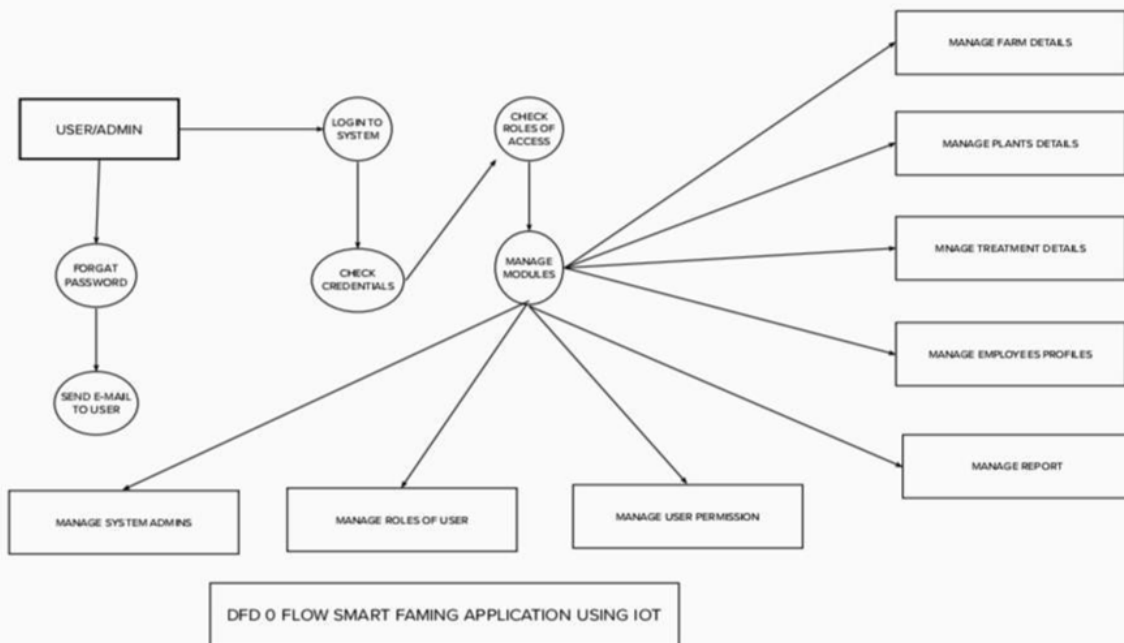 MANAGE FARM DETAILS
USER/ADMIN
LOGIN TO
SYSTEM
CHECK
ROLES OF
ACCESS
MANAGE PLANTS DETAILS
FORGAT
PASSWORD
CHECK
CREDENTIALS
MANAGE
MODULES
MNAGE TREATMENT DETAILS
MANAGE EMPLOYEES PROFILES
SEND E-MAIL
TO USER
MANAGE REPORT
MANAGE SYSTEM ADMINS
MANAGE ROLES OF USER
MANAGE USER PERMISSION
DFD 0 FLOW SMART FAMING APPLICATION USING IOT